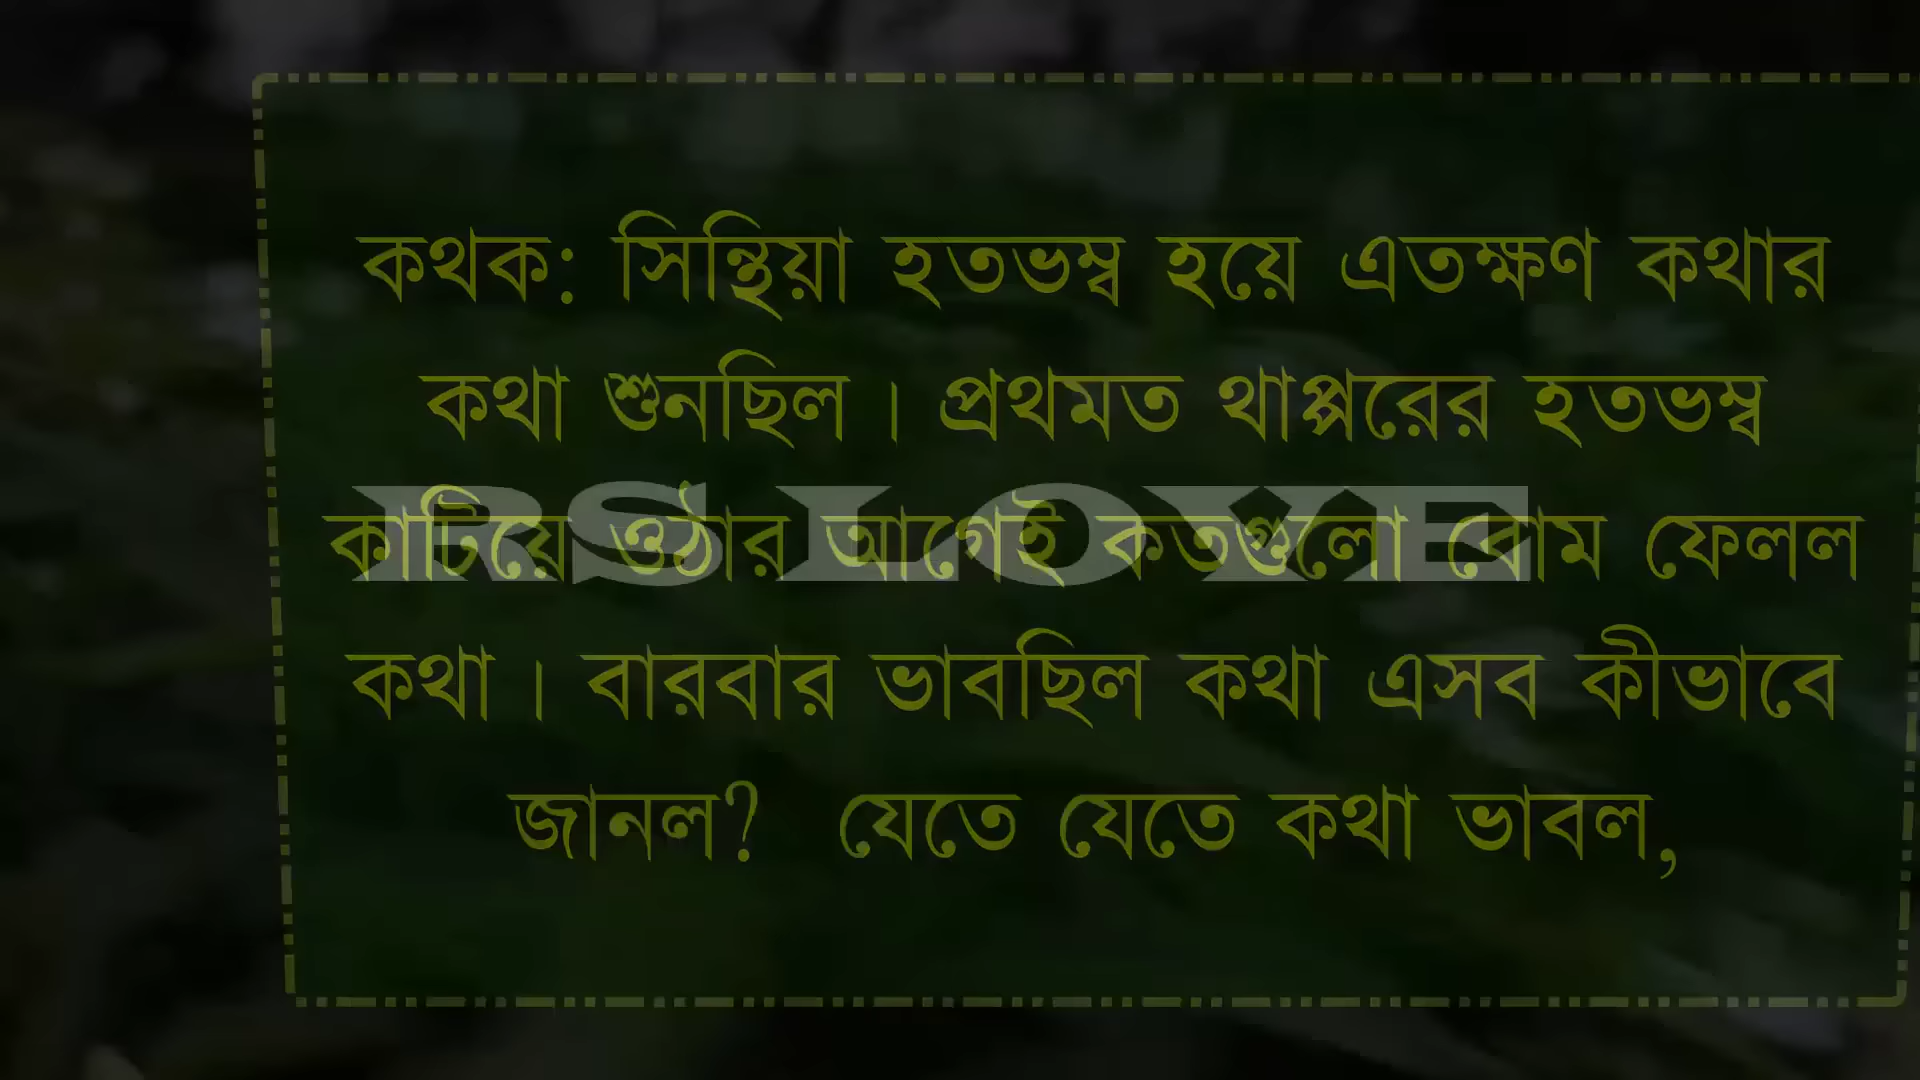 কথক: সিন্থিয়া হতভম্ব হয়ে এতক্ষণ কথার
কথা শুনছিল। প্রথমত থাপ্পরের হতভম্ব
কাটিয়ে ওঠার আগেই কতগুলো বোম ফেলল
RS LOVE
কথা। বারবার ভাবছিল কথা এসব কীভাবে
জানল? যেতে যেতে কথা ভাবল,